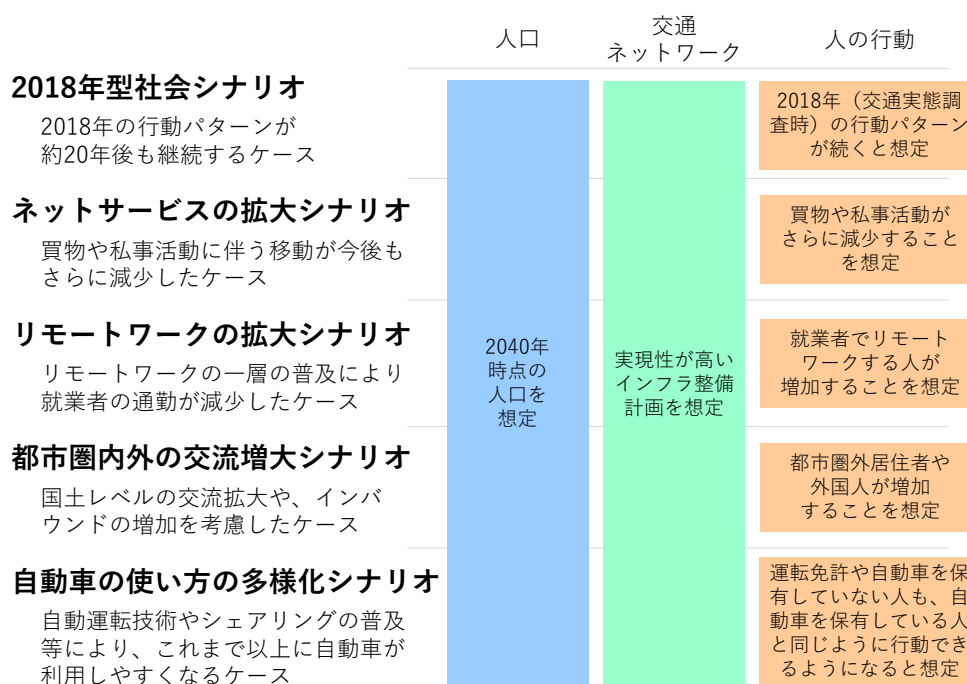 人口
交通
ネットワーク
人の行動
2018年型社会シナリオ
2018年の行動パターンが
約20年後も継続するケース
2018年（交通実態調
査時）の行動パターン
が続くと想定
ネットサービスの拡大シナリオ
買物や私事活動に伴う移動が今後も
さらに減少したケース
買物や私事活動が
さらに減少すること
を想定
リモートワークの拡大シナリオ
リモートワークの一層の普及により
就業者の通勤が減少したケース
2040年
時点の
人口を
想定
実現性が高い
インフラ整備
計画を想定
就業者でリモート
ワークする人が
増加することを想定
都市圏内外の交流増大シナリオ
国土レベルの交流拡大や、インバ
ウンドの増加を考慮したケース
都市圏外居住者や
外国人が増加
することを想定
自動車の使い方の多様化シナリオ
自動運転技術やシェアリングの普及
等により、これまで以上に自動車が
利用しやすくなるケース
運転免許や自動車を保
有していない人も、自
動車を保有している人
と同じように行動でき
るようになると想定